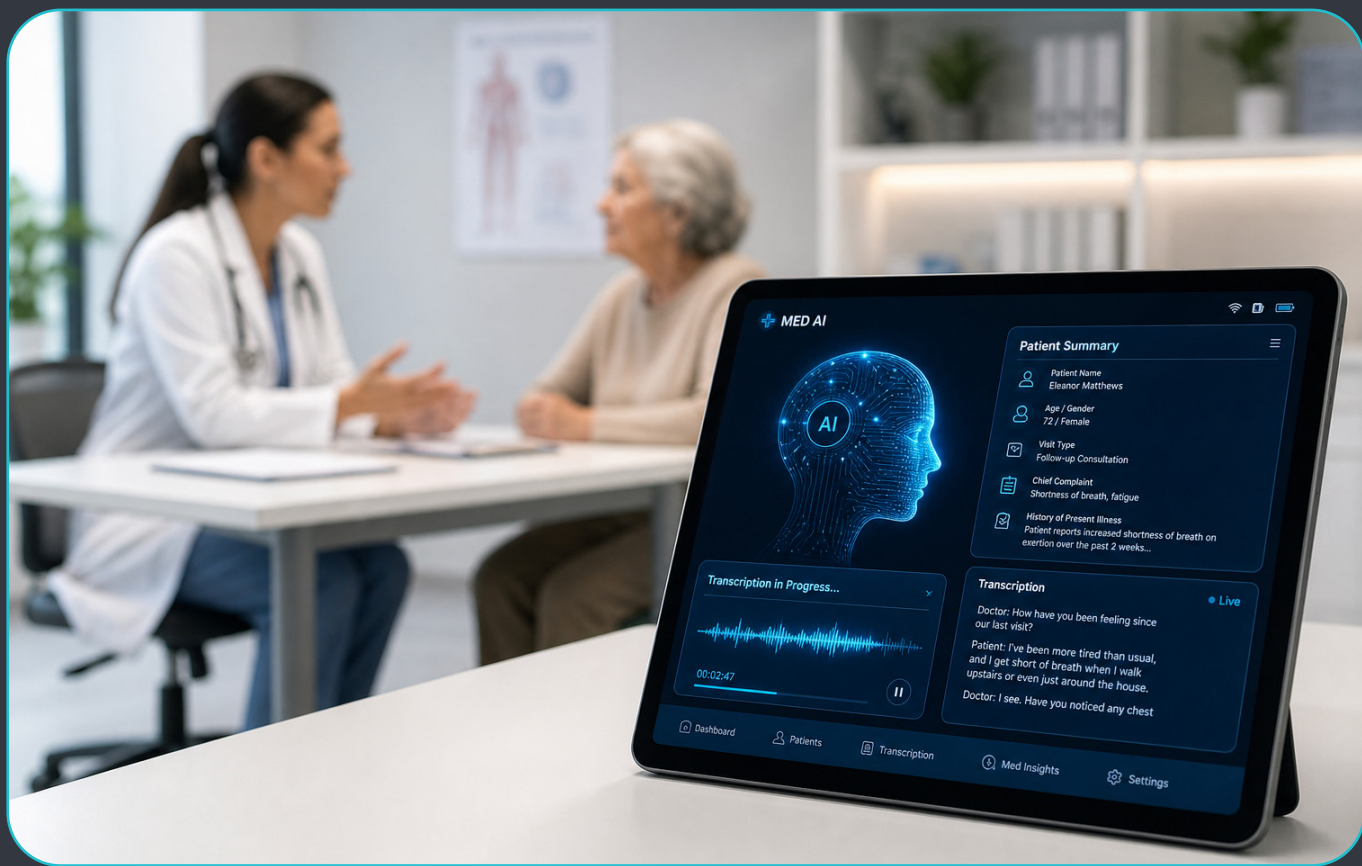 MED AI
AI
Patient Summary
Patient Name
Eleanor Matthews
Age / Gender
72 / Female
Visit Type
Follow-up Consultation
Chief Complaint
Shortness of breath, fatigue
History of Present Illness
Patient reports increased shortness of breath on
exertion over the past 2 weeks...
Transcription in Progress...
00:02:47
Transcription
Live
Doctor: How have you been feeling since
our last visit?
Patient: I've been more tired than usual,
and I get short of breath when I walk
upstairs or even just around the house.
Doctor: I see. Have you noticed any chest
Dashboard
Patients
Transcription
Med Insights
Settings